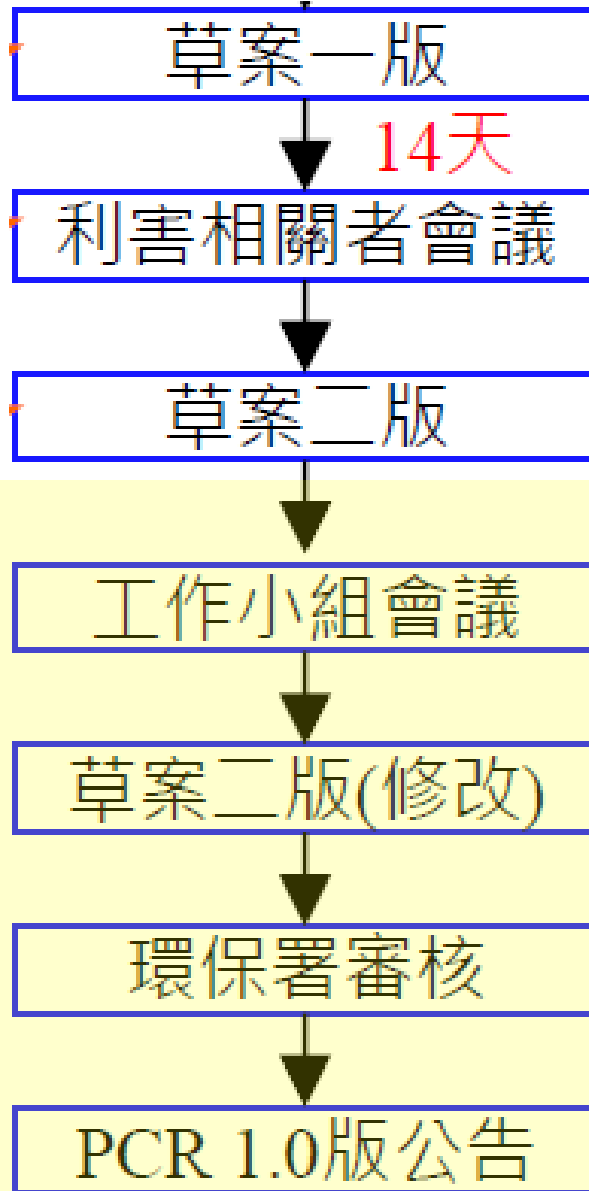 草案一版
14天
利害相關者會議
草案二版
工作小組會議
草案二版(修改)
環保署審核
PCR 1.0版公告